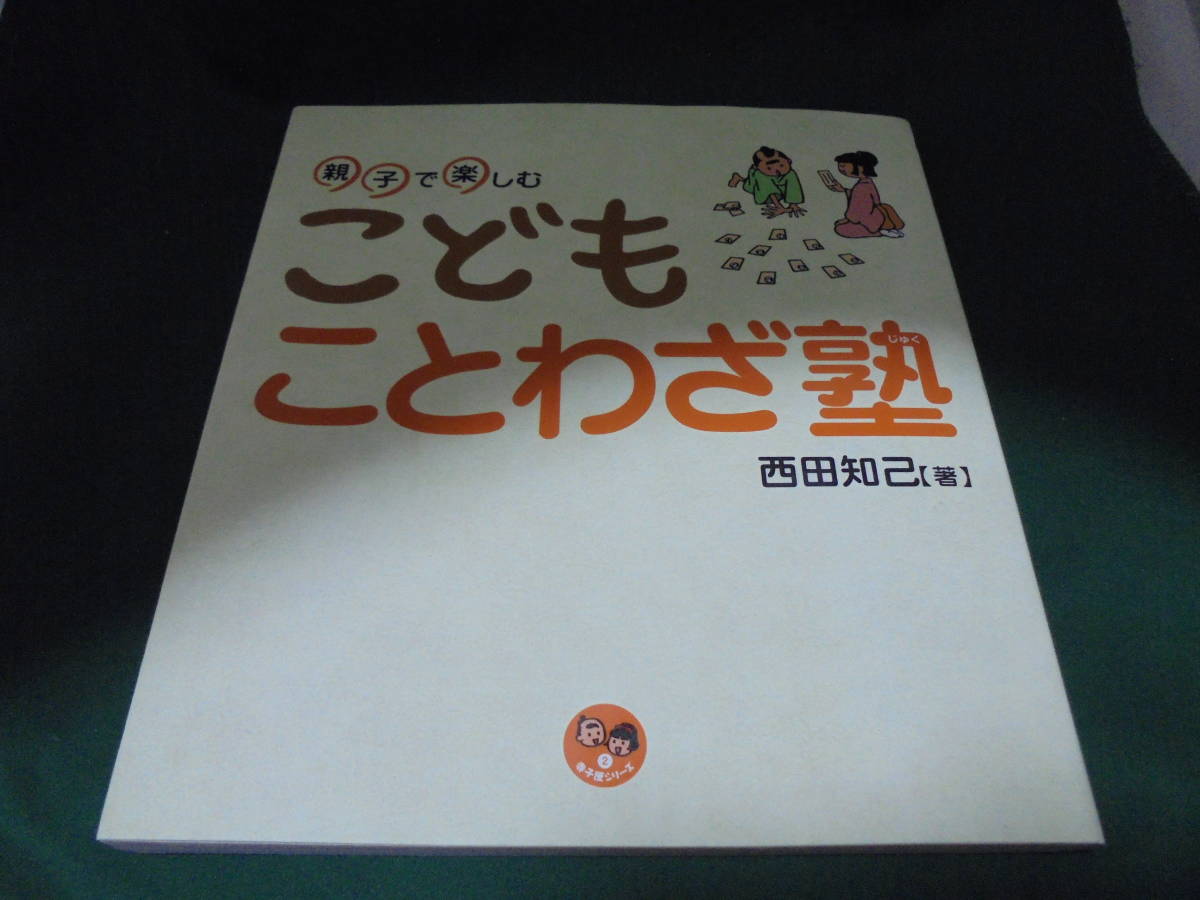 親子で楽しむ
こども
ことわざ塾
じゅく
西田知己【著】
2
寺子屋シリーズ